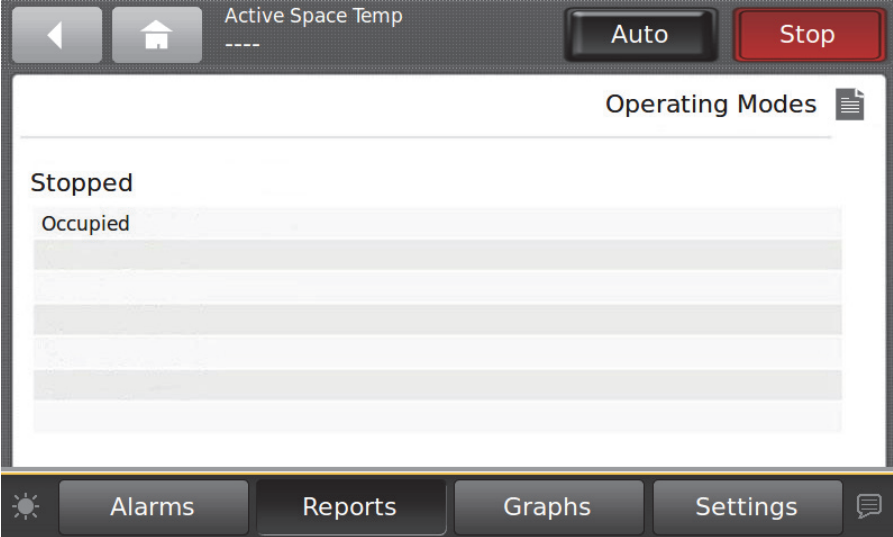 Active Space Temp
----
Auto
Stop
Operating Modes
Stopped
Occupied
Alarms
Reports
Graphs
Settings